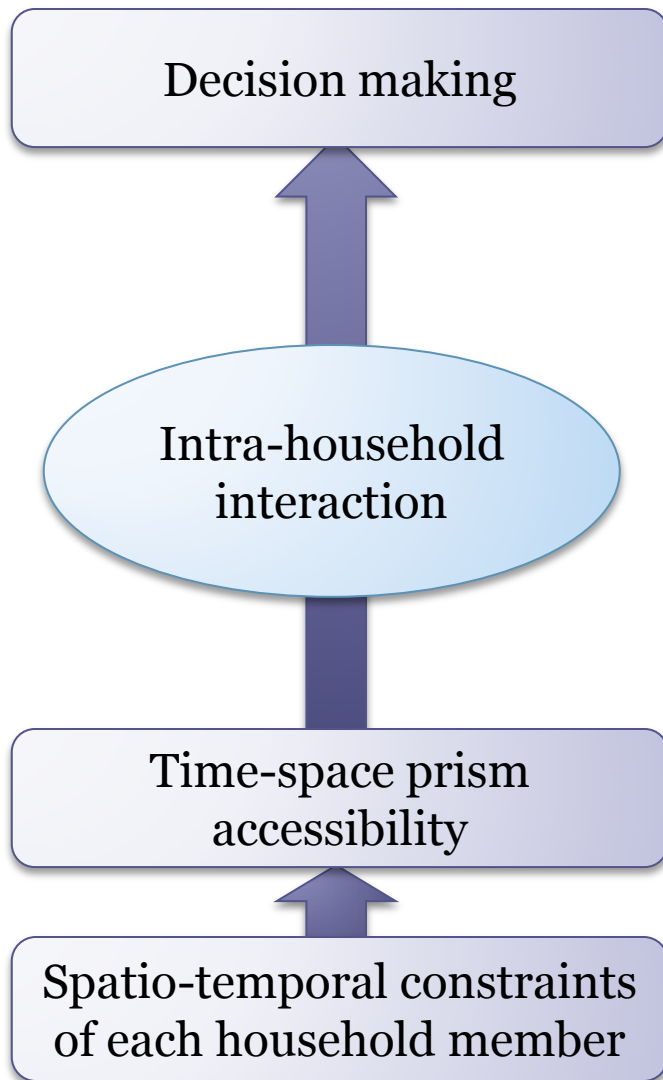 Decision making
Intra-household
interaction
Time-space prism
accessibility
Spatio-temporal constraints
of each household member